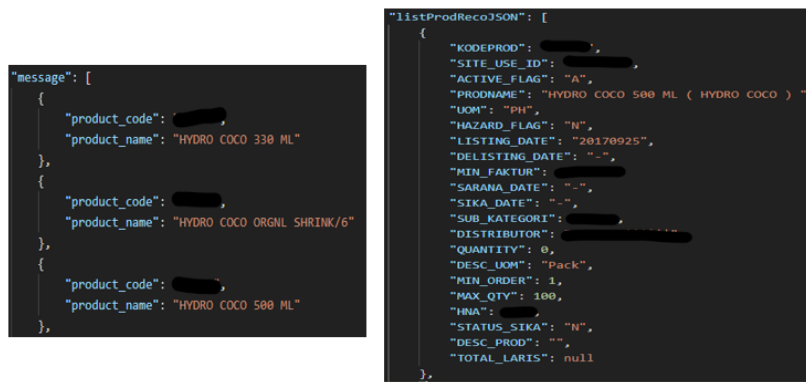 "message": [
{
"product_code": ,
"product_name": "HYDRO COCO 330 ML"
},
{
"product_code": ,
"product_name": "HYDRO COCO ORGNL SHRINK/6"
},
{
"product_code": ,
"product_name": "HYDRO COCO 500 ML"
},
"listProdRecoJSON": [
{
"KODEPROD": ,
"SITE_USE_ID": ,
"ACTIVE_FLAG": "A",
"PRODNAME": "HYDRO COCO 500 ML ( HYDRO COCO ) "
"UOM": "PH",
"HAZARD_FLAG": "N",
"LISTING_DATE": "20170925",
"DELISTING_DATE": "-",
"MIN_FAKTUR":
"SARANA_DATE": "-",
"SIKA_DATE": "-",
"SUB_KATEGORI": ,
"DISTRIBUTOR": ,
"QUANTITY": 0,
"DESC_UOM": "Pack",
"MIN_ORDER": 1,
"MAX_QTY": 100,
"HNA": ,
"STATUS_SIKA": "N",
"DESC_PROD": "",
"TOTAL_LARIS": null
},